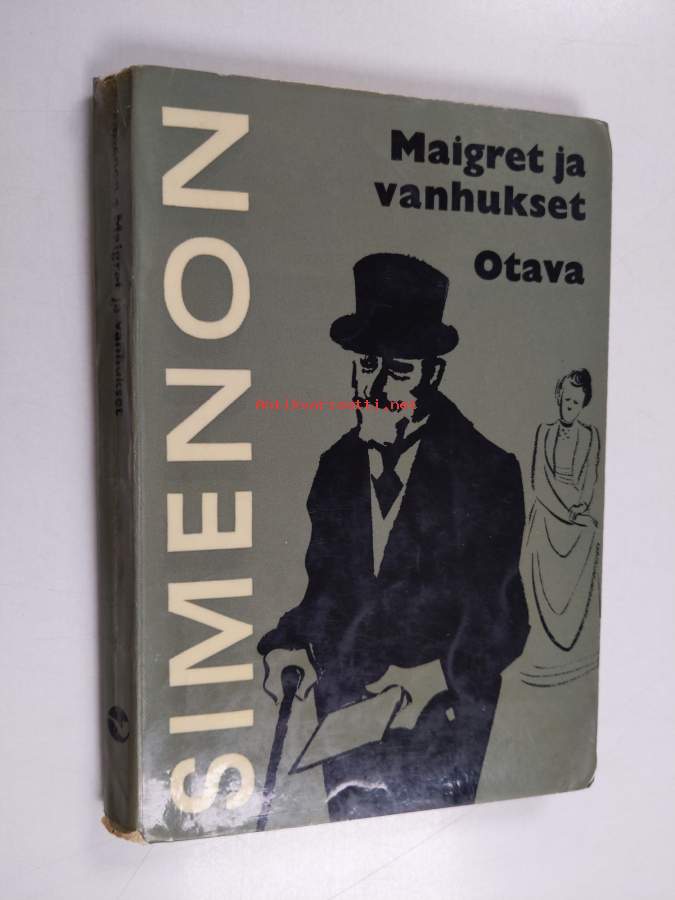 SIMENON
Maigret ja
vanhukset
Otava
Simenon • Maigret ja vanhukset
Antikvariaatti.net